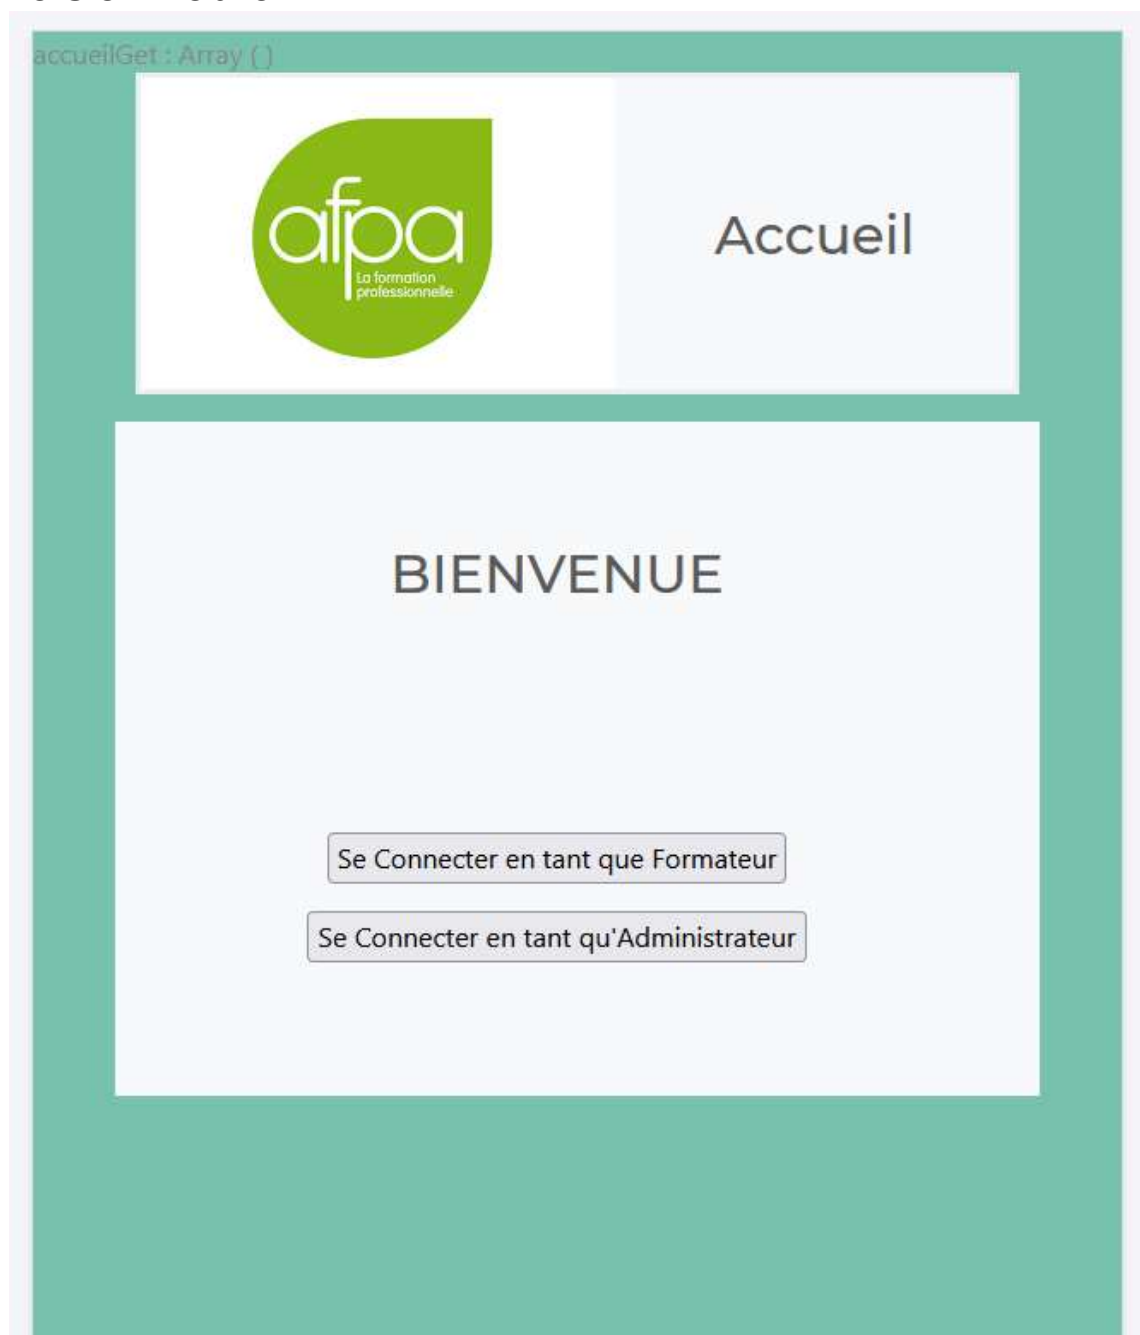 accueilGet : Array ( )
afpa
La formation
professionnelle
Accueil
BIENVENUE
Se Connecter en tant que Formateur
Se Connecter en tant qu'Administrateur